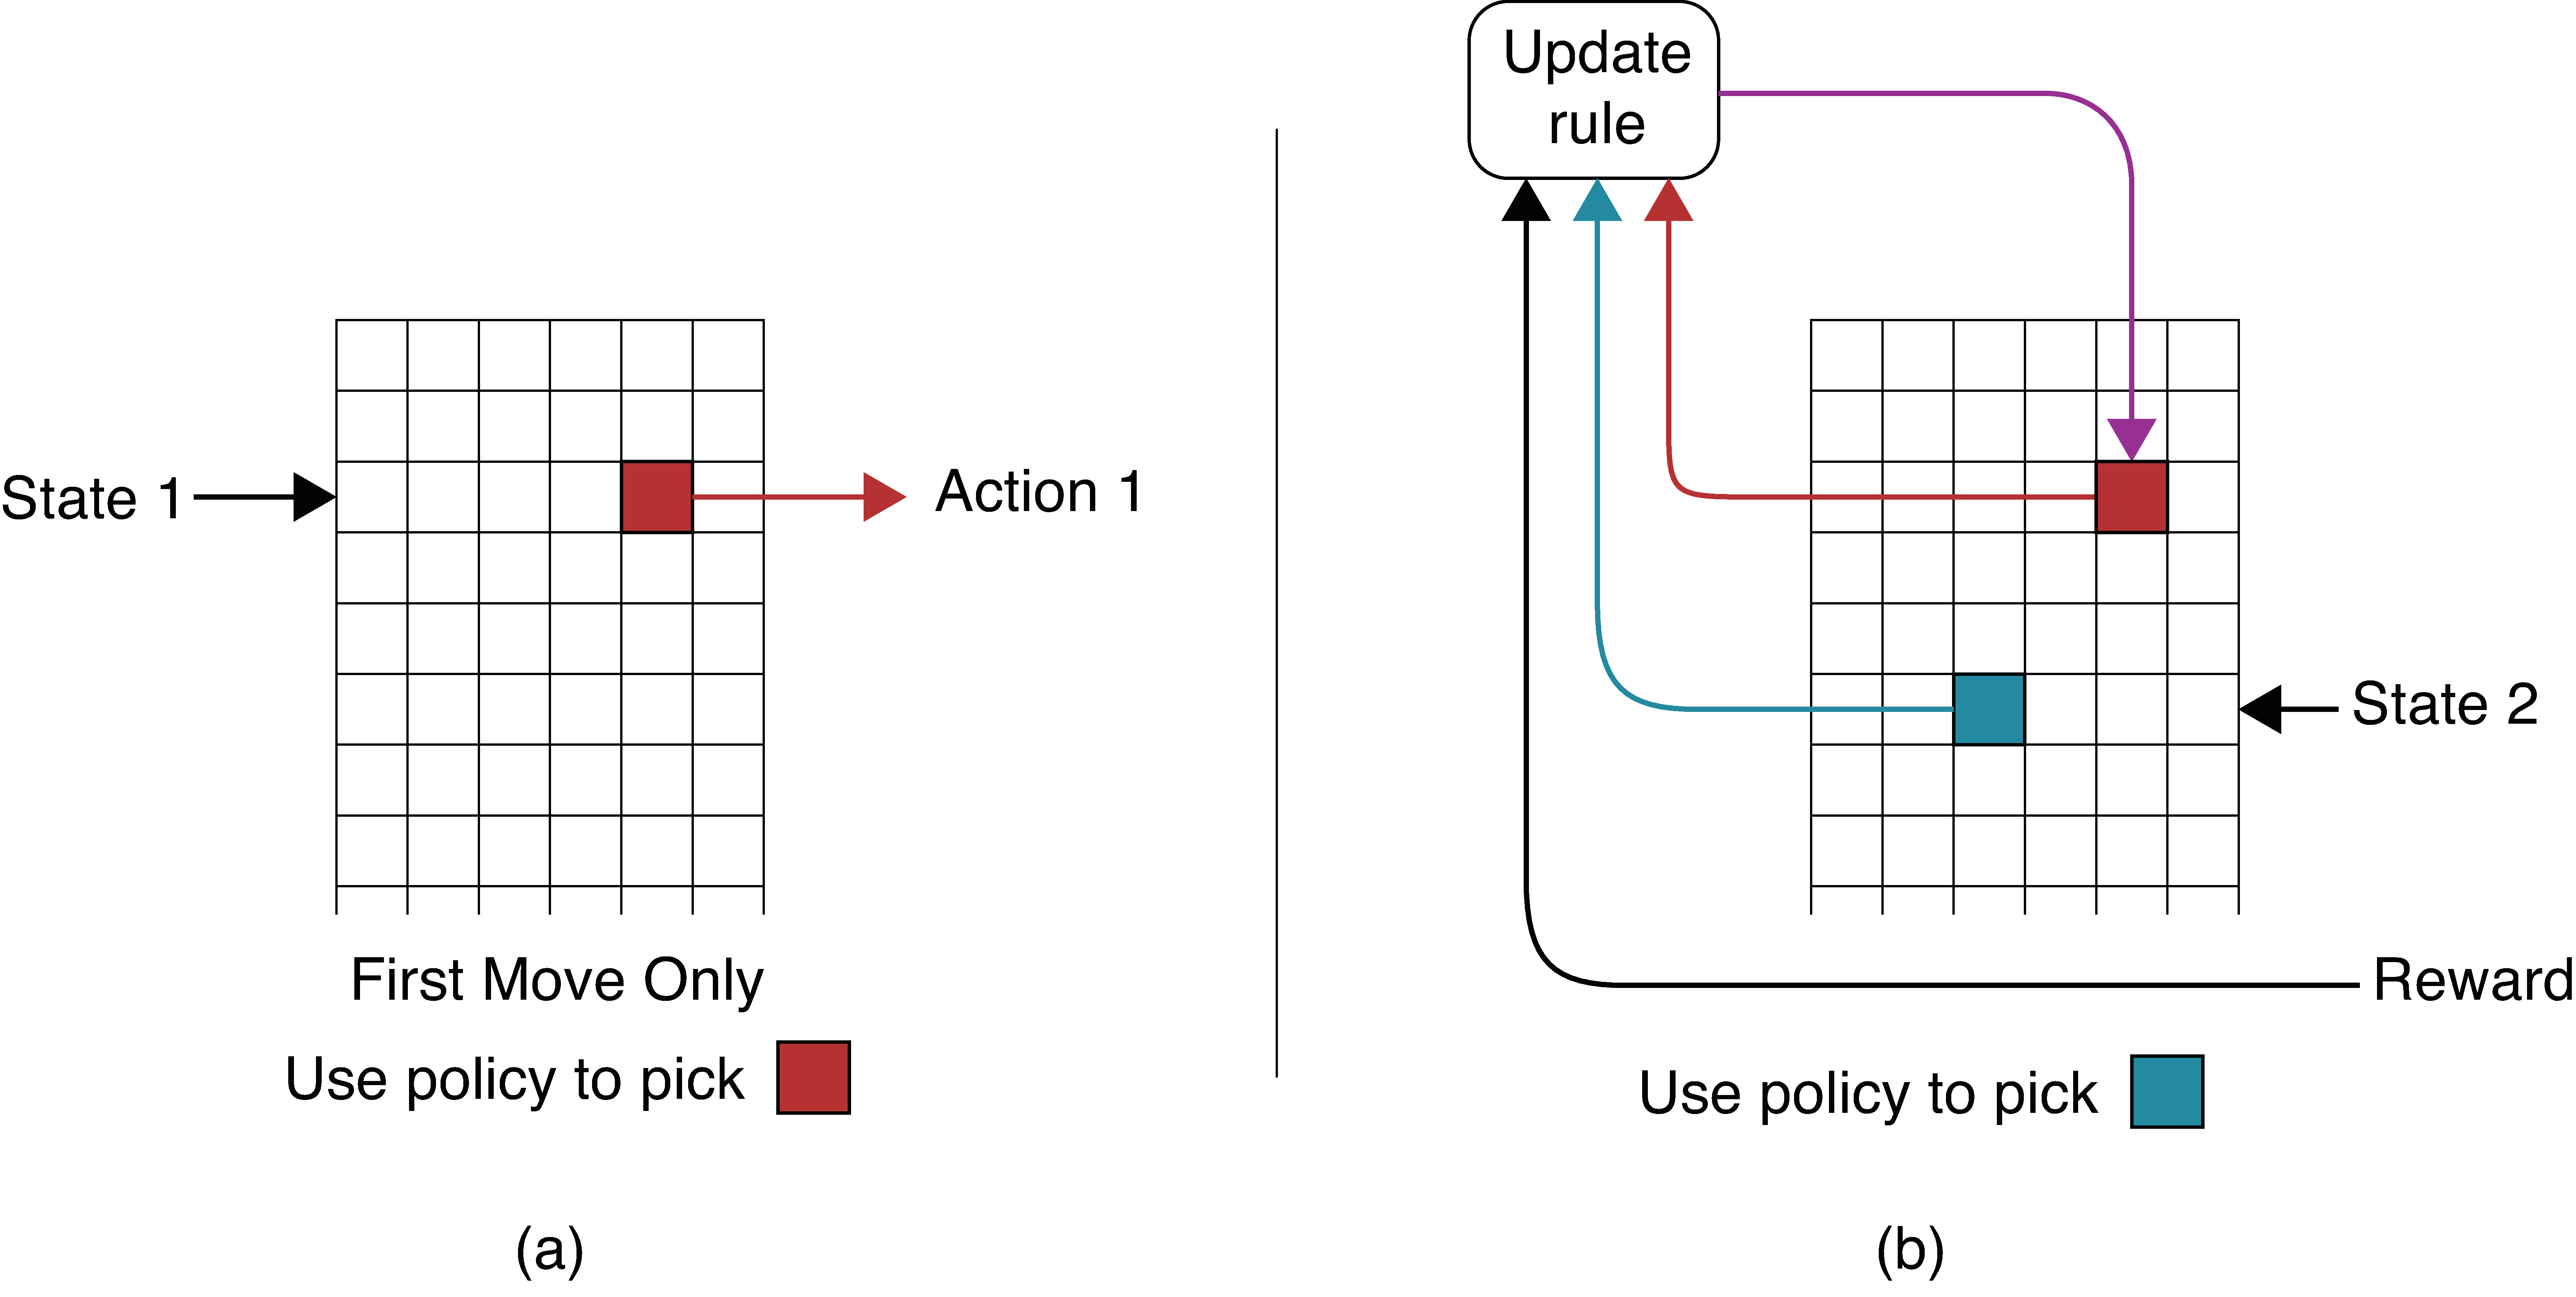 State 1
Action 1
First Move Only
Use policy to pick
(a)
Update
rule
State 2
Reward
Use policy to pick
(b)